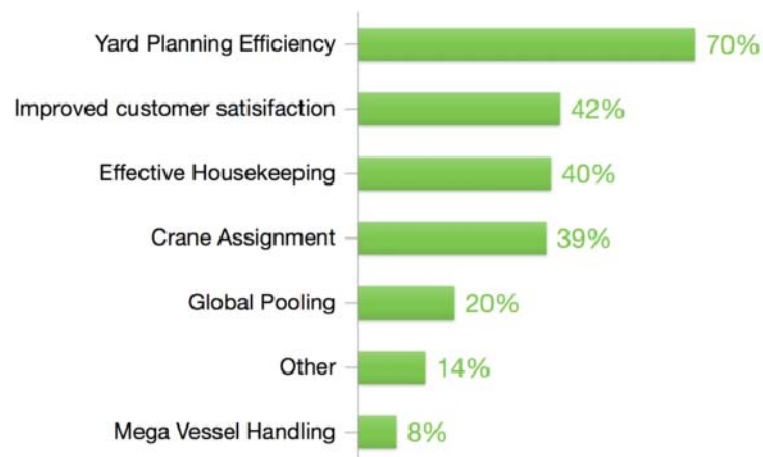 Yard Planning Efficiency 70%
Improved customer satisifaction 42%
Effective Housekeeping 40%
Crane Assignment 39%
Global Pooling 20%
Other 14%
Mega Vessel Handling 8%